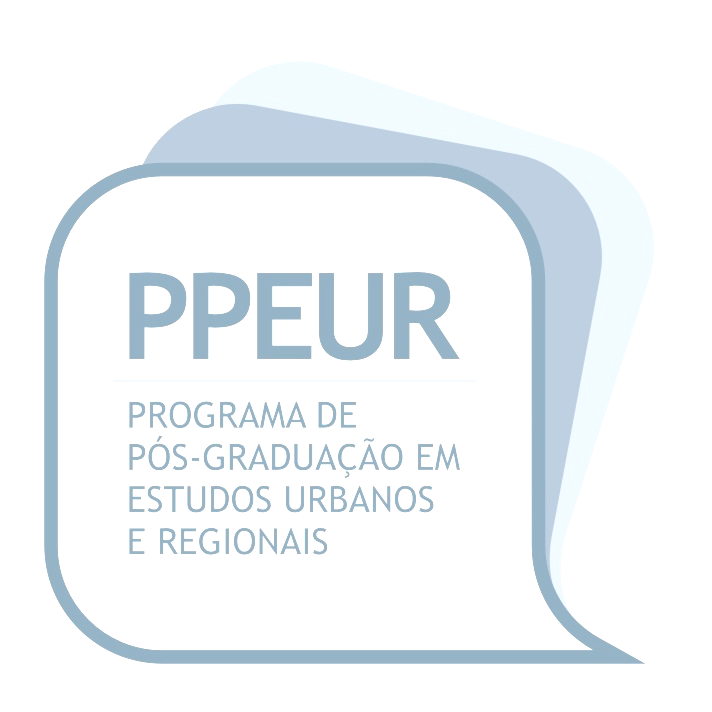 PPEUR
PROGRAMA DE
PÓS-GRADUAÇÃO EM
ESTUDOS URBANOS
E REGIONAIS